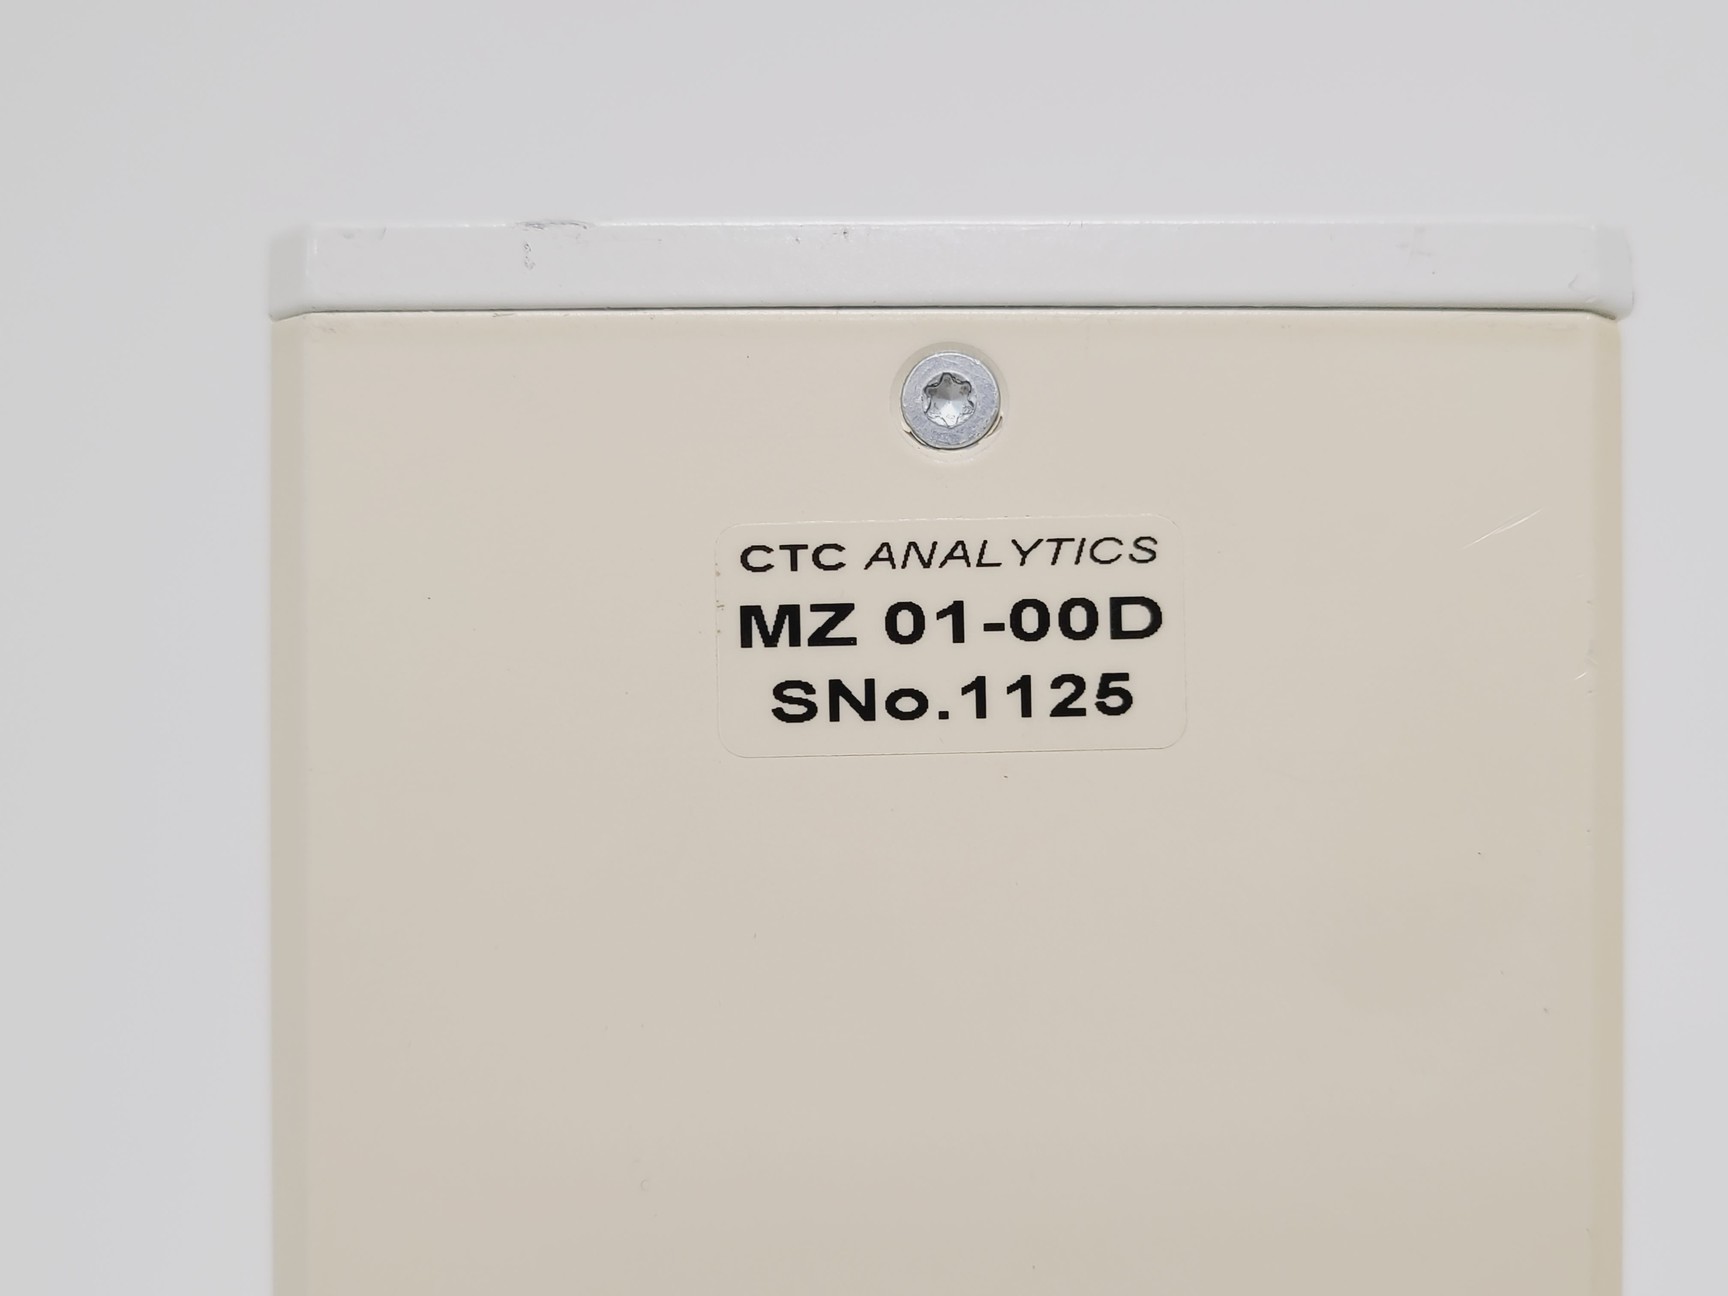 CTC ANALYTICS
MZ 01-00D
SNo.1125